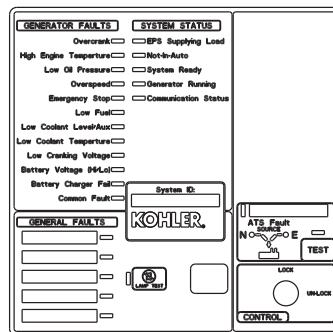 GENERATOR FAULTS
Overcrank
High Engine Temperture
Low Oil Pressure
Overspeed
Emergency Stop
Low Fuel
Low Coolant Level/Aux
Low Coolant Temperture
Low Cranking Voltage
Battery Voltage (Hi/Lo)
Battery Charger Fail
Common Fault
SYSTEM STATUS
EPS Supplying Load
Not-In-Auto
System Ready
Generator Running
Communication Status
System ID:
KOHLER.
GENERAL FAULTS
LAMP TEST
ATS Fault
SOURCE
N E
TEST
LOCK
UN-LOCK
CONTROL